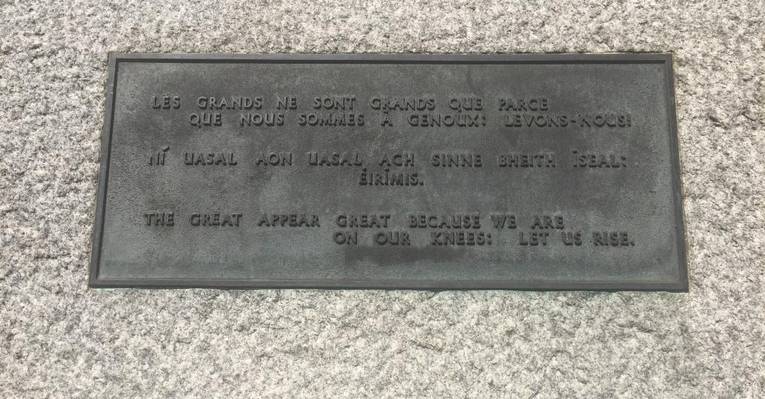 LES GRANDS NE SONT GRANDS QUE PARCE
QUE NOUS SOMMES À GENOUX: LEVONS-NOUS!
NÍ UASAL AON UASAL ACH SINNE BHEITH ÍSEAL:
ÉIRÍMIS.
THE GREAT APPEAR GREAT BECAUSE WE ARE
ON OUR KNEES: LET US RISE.